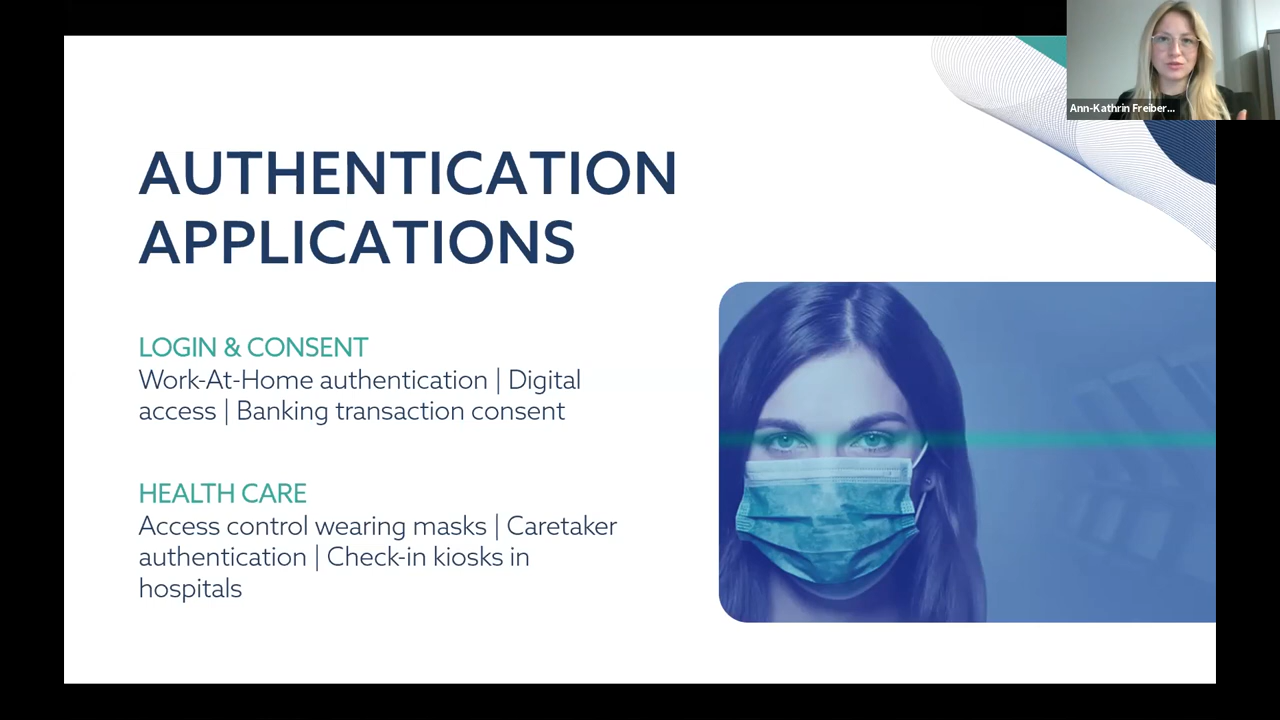 Ann-Kathrin Freiber...
AUTHENTICATION
APPLICATIONS
LOGIN & CONSENT
Work-At-Home authentication | Digital
access | Banking transaction consent
HEALTH CARE
Access control wearing masks | Caretaker
authentication | Check-in kiosks in
hospitals